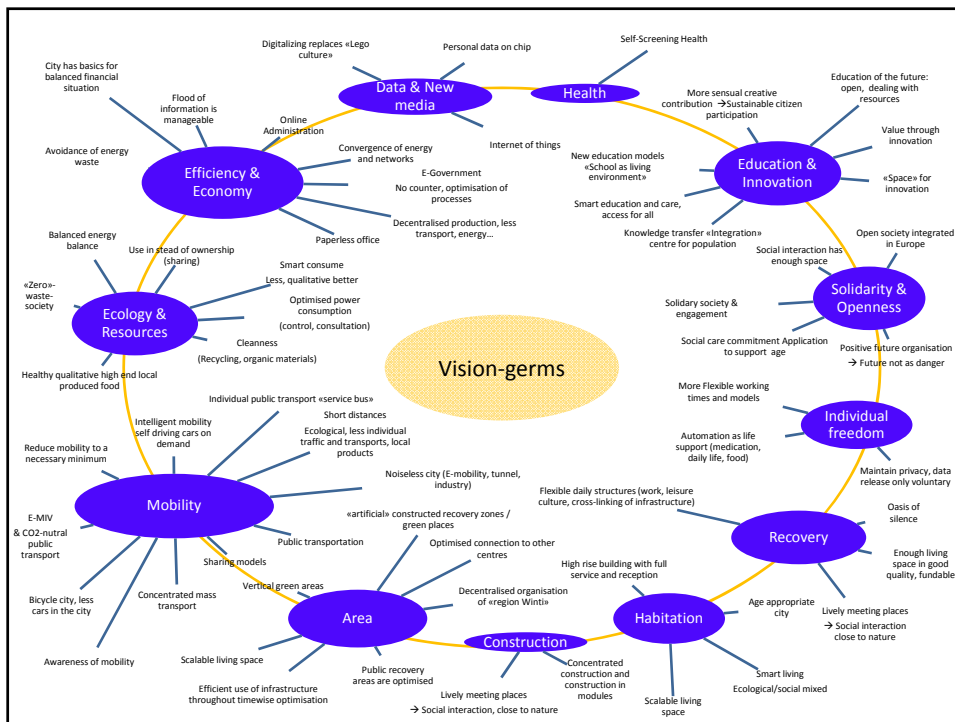 Digitalizing replaces «Lego
culture»
Personal data on chip
Self-Screening Health
City has basics for
balanced financial
situation
Data & New
media
Health
Education of the future:
open,  dealing with
resources
More sensual creative
contribution → Sustainable citizen
participation
Flood of
information is
manageable
Online
Administration
Internet of things
Value through
innovation
Avoidance of energy
waste
Convergence of energy
and networks
New education models
«School as living
environment»
Education &
Innovation
Efficiency &
Economy
E-Government
No counter, optimisation of
processes
«Space» for
innovation
Smart education and care,
access for all
Decentralised production, less
transport, energy…
Paperless office
Knowledge transfer «Integration»
centre for population
Balanced energy
balance
Use in stead of ownership
(sharing)
Social interaction has
enough space
Open society integrated
in Europe
Smart consume
Less, qualitative better
«Zero»-
waste-
society
Ecology &
Resources
Optimised power
consumption
(control, consultation)
Solidarity &
Openness
Solidary society &
engagement
Cleanness
(Recycling, organic materials)
Social care commitment Application
to support  age
Positive future organisation
→ Future not as danger
Healthy qualitative high end local
produced food
Vision-germs
Individual public transport «service bus»
More Flexible working
times and models
Short distances
Ecological, less individual
traffic and transports, local
products
Intelligent mobility
self driving cars on
demand
Individual
freedom
Reduce mobility to a
necessary minimum
Automation as life
support (medication,
daily life, food)
Maintain privacy, data
release only voluntary
Noiseless city (E-mobility, tunnel,
industry)
Flexible daily structures (work, leisure
culture, cross-linking of infrastructure)
Mobility
Oasis of
silence
E-MIV
& CO2-nutral
public
transport
«artificial» constructed recovery zones /
green places
Public transportation
Recovery
Optimised connection to other
centres
Enough living
space in good
quality, fundable
Sharing models
High rise building with full
service and reception
Bicycle city, less
cars in the city
Concentrated mass
transport
Vertical green areas
Decentralised organisation of
«region Winti»
Age appropriate
city
Lively meeting places
→ Social interaction
close to nature
Area
Habitation
Construction
Awareness of mobility
Scalable living space
Public recovery
areas are optimised
Concentrated
construction and
construction in
modules
Smart living
Ecological/social mixed
Efficient use of infrastructure
throughout timewise optimisation
Lively meeting places
→ Social interaction, close to nature
Scalable living
space